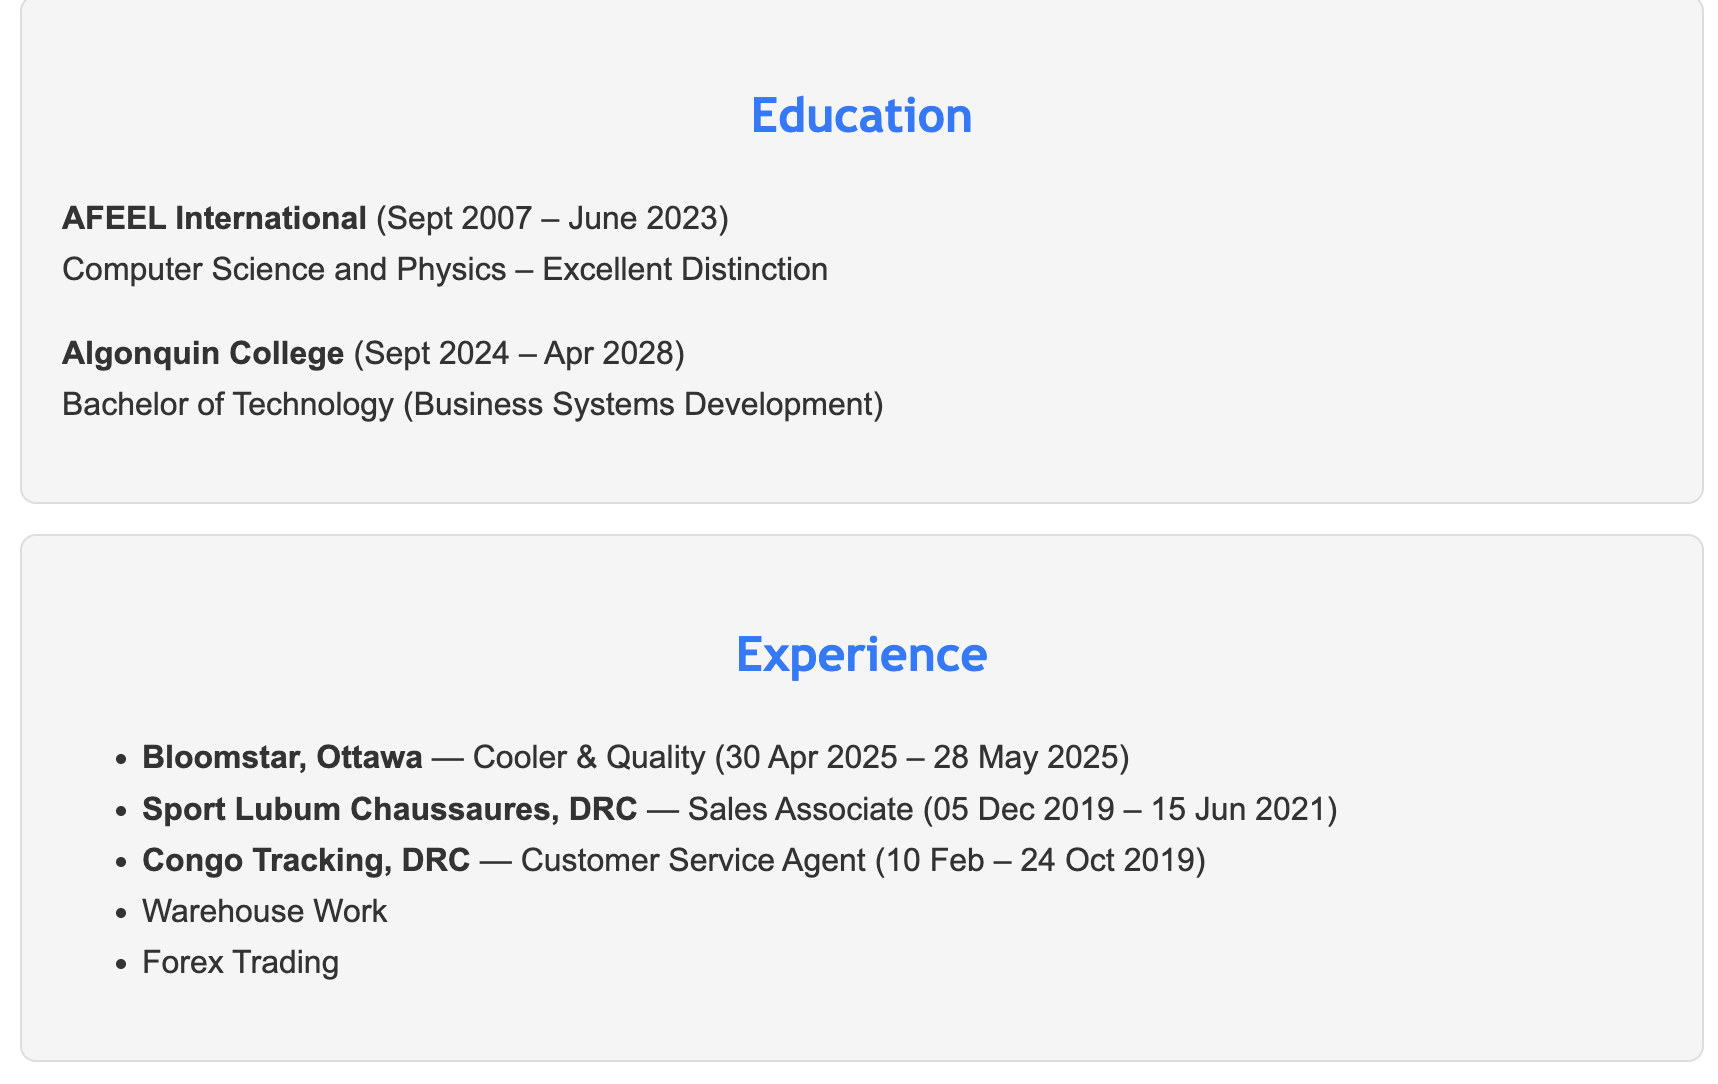 Education
AFEEL International (Sept 2007 – June 2023)
Computer Science and Physics – Excellent Distinction
Algonquin College (Sept 2024 – Apr 2028)
Bachelor of Technology (Business Systems Development)
Experience
• Bloomstar, Ottawa — Cooler & Quality (30 Apr 2025 – 28 May 2025)
• Sport Lubum Chaussaures, DRC — Sales Associate (05 Dec 2019 – 15 Jun 2021)
• Congo Tracking, DRC — Customer Service Agent (10 Feb – 24 Oct 2019)
• Warehouse Work
• Forex Trading